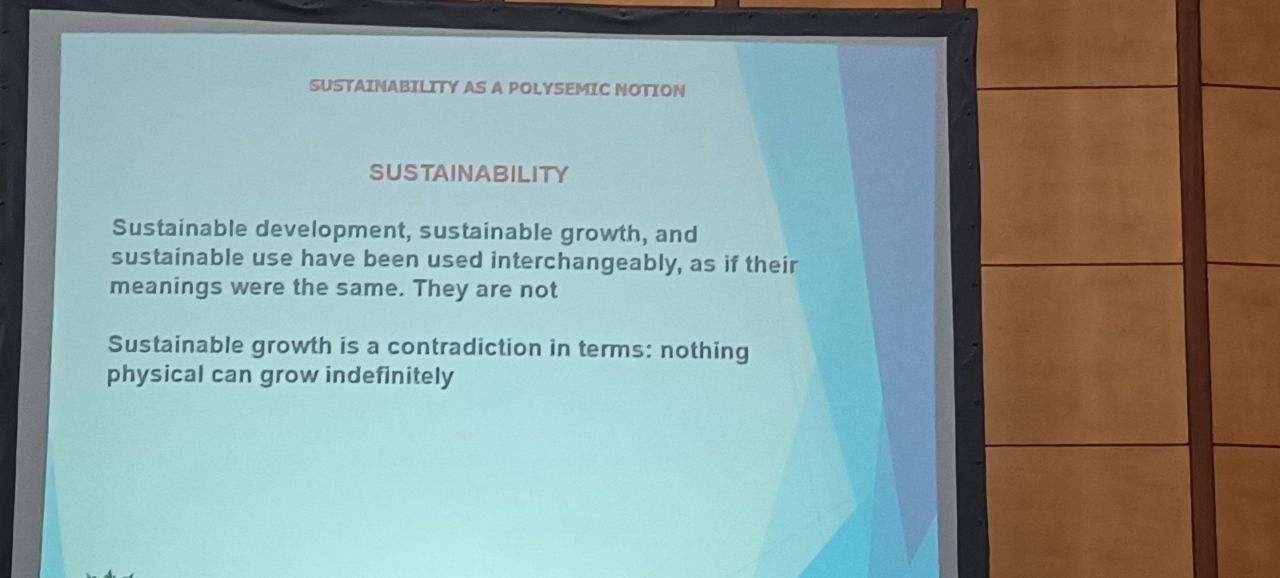 SUSTAINABILITY AS A POLYSEMIC NOTION
SUSTAINABILITY
Sustainable development, sustainable growth, and
sustainable use have been used interchangeably, as if their
meanings were the same. They are not
Sustainable growth is a contradiction in terms: nothing
physical can grow indefinitely